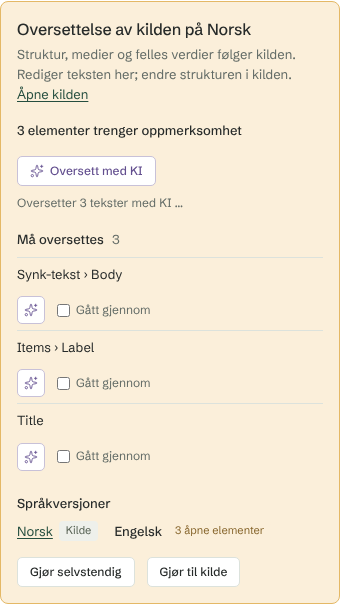 Oversettelse av kilden på Norsk
Struktur, medier og felles verdier følger kilden.
Rediger teksten her; endre strukturen i kilden.
Åpne kilden
3 elementer trenger oppmerksomhet
Oversett med KI
Oversetter 3 tekster med KI ...
Må oversettes 3
Synk-tekst › Body
Gått gjennom
Items › Label
Gått gjennom
Title
Gått gjennom
Språkversjoner
Norsk Kilde Engelsk 3 åpne elementer
Gjør selvstendig Gjør til kilde